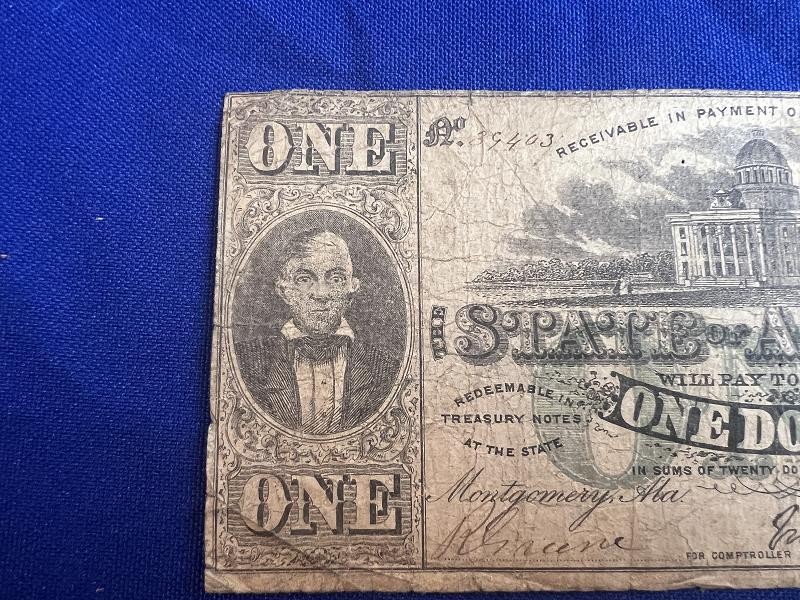 ONE
No. 39403
RECEIVABLE IN PAYMENT O
THE STATE OF A
WILL PAY TO
REDEEMABLE IN
TREASURY NOTES
AT THE STATE
ONE DO
IN SUMS OF TWENTY DO
Montgomery, Ala
ONE
FOR COMPTROLLER